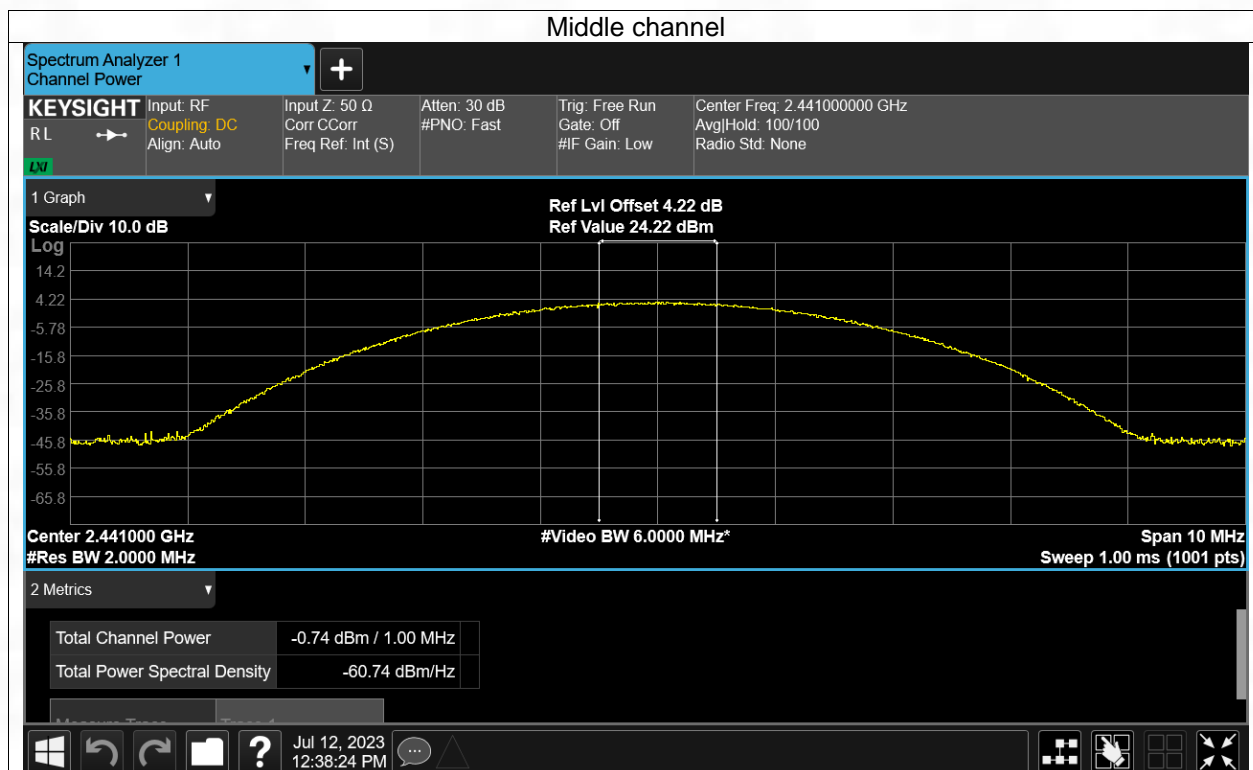 Middle channel
Spectrum Analyzer 1
Channel Power
KEYSIGHT
R L
LXI
Input: RF
Coupling: DC
Align: Auto
Input Z: 50 Ω
Corr CCorr
Freq Ref: Int (S)
Atten: 30 dB
#PNO: Fast
Trig: Free Run
Gate: Off
#IF Gain: Low
Center Freq: 2.441000000 GHz
Avg|Hold: 100/100
Radio Std: None
1 Graph
Scale/Div 10.0 dB
Ref Lvl Offset 4.22 dB
Ref Value 24.22 dBm
Log
14.2
4.22
-5.78
-15.8
-25.8
-35.8
-45.8
-55.8
-65.8
Center 2.441000 GHz
#Res BW 2.0000 MHz
#Video BW 6.0000 MHz*
Span 10 MHz
Sweep 1.00 ms (1001 pts)
2 Metrics
Total Channel Power -0.74 dBm / 1.00 MHz
Total Power Spectral Density -60.74 dBm/Hz
Measure Trace Trace 1
?
Jul 12, 2023
12:38:24 PM